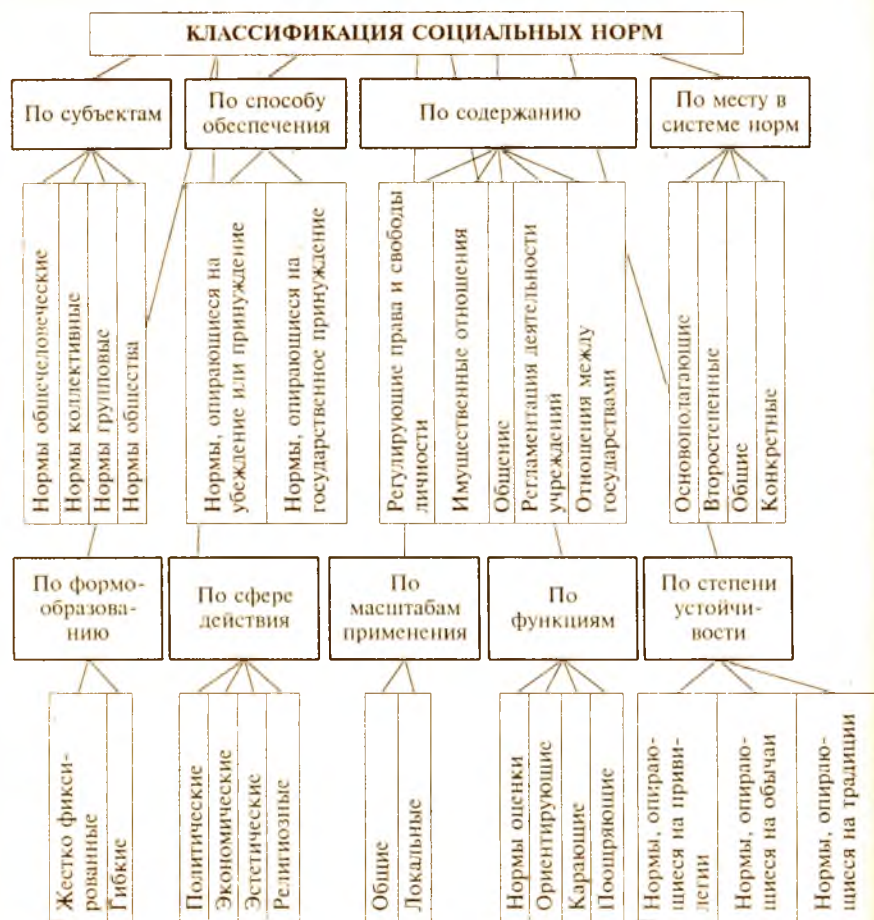 КЛАССИФИКАЦИЯ СОЦИАЛЬНЫХ НОРМ
По субъектам
По способу
обеспечения
По содержанию
По месту в
системе норм
Нормы общечеловеческие
Нормы коллективные
Нормы групповые
Нормы общества
Нормы, опирающиеся на
убеждение или принуждение
Нормы, опирающиеся на
государственное принуждение
Регулирующие права и свободы
личности
Имущественные отношения
Общение
Регламентация деятельности
учреждений
Отношения между
государствами
Основополагающие
Второстепенные
Общие
Конкретные
По формо-
образова-
нию
По сфере
действия
По
масштабам
применения
По
функциям
По степени
устойчи-
вости
Жестко фикси-
рованные
Гибкие
Политические
Экономические
Эстетические
Религиозные
Общие
Локальные
Нормы оценки
Ориентирующие
Карающие
Поощряющие
Нормы, опираю-
щиеся на приви-
легии
Нормы, опираю-
щиеся на обычаи
Нормы, опираю-
щиеся на традиции